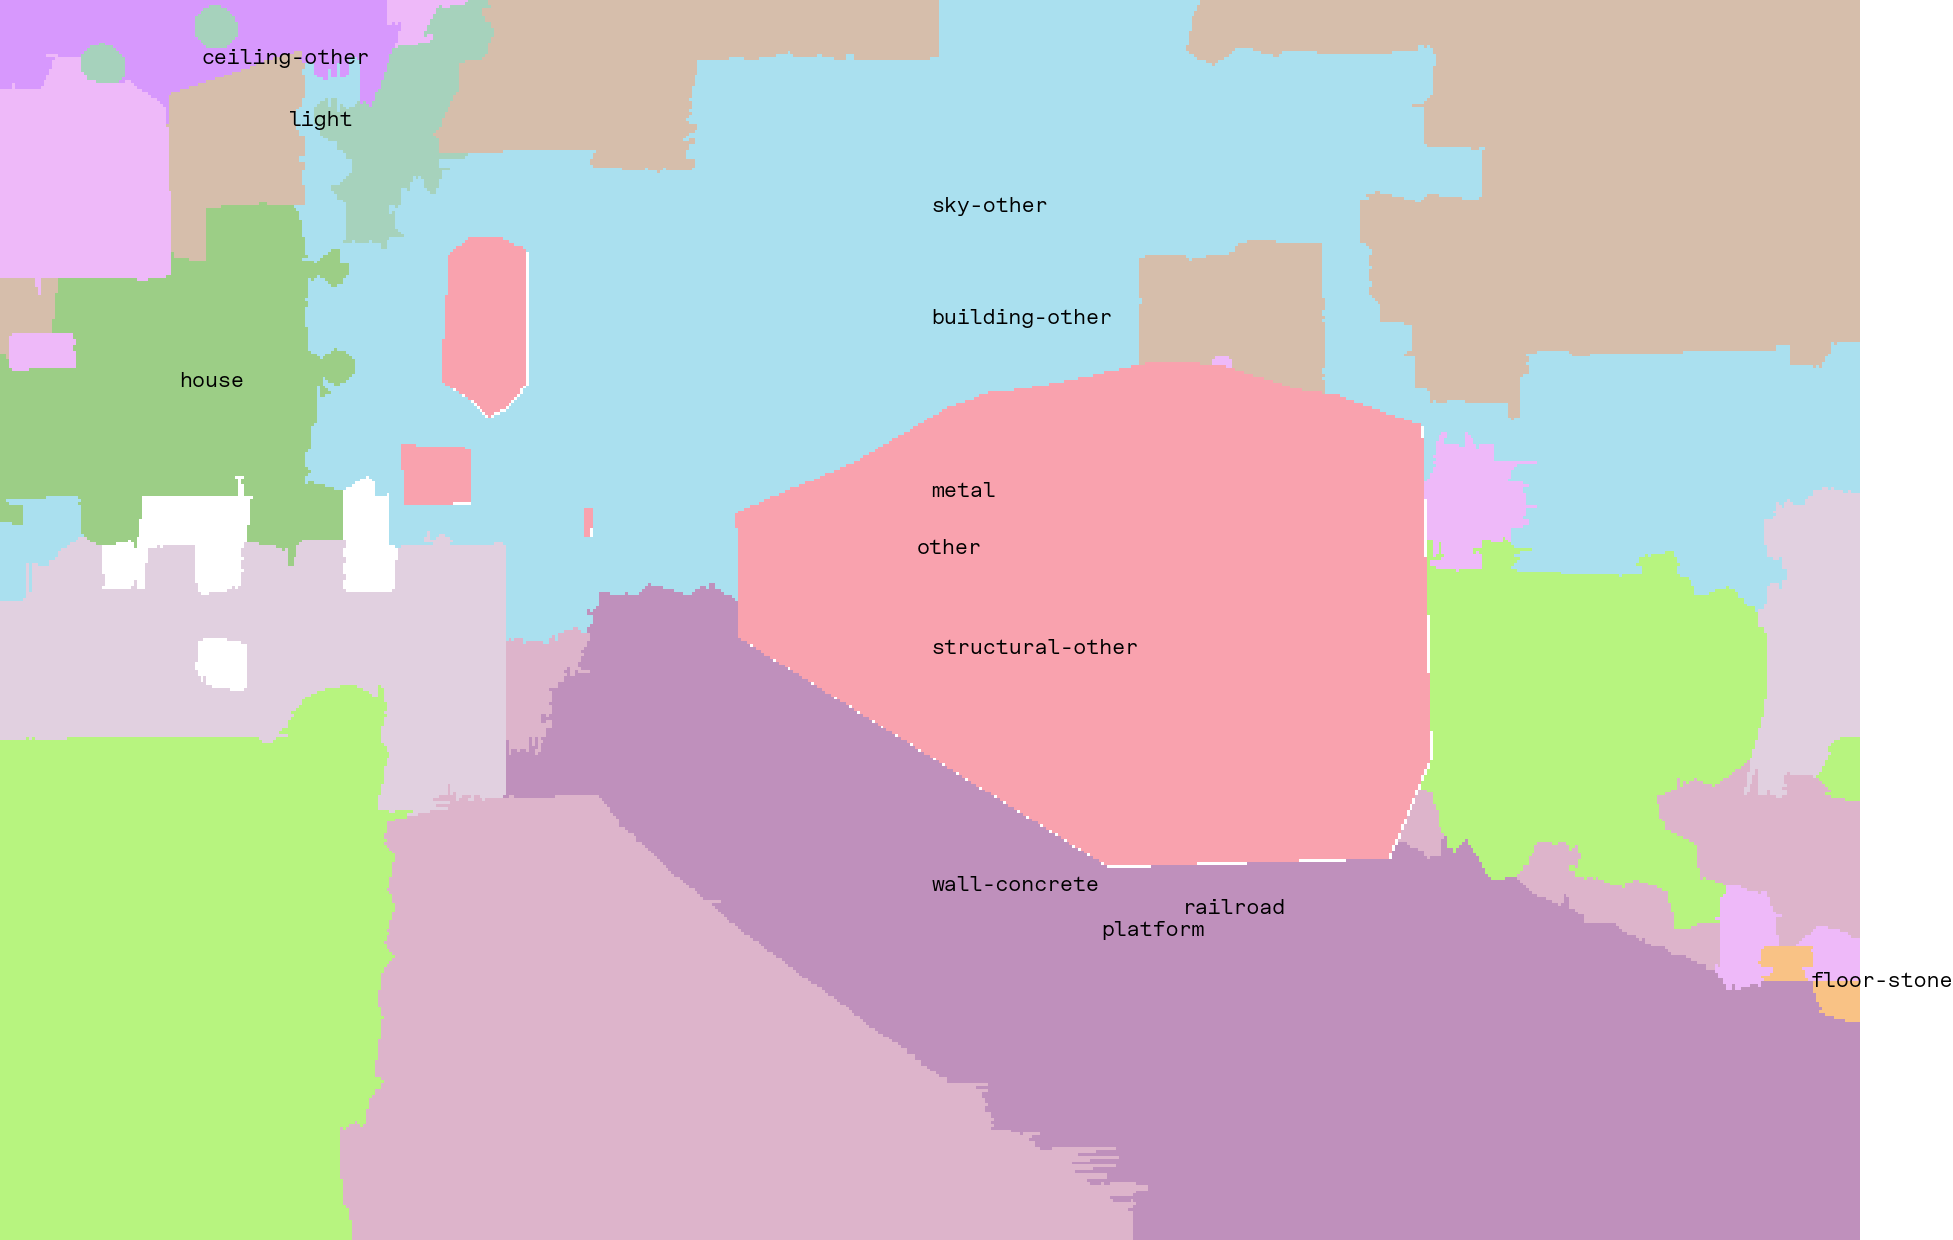 ceiling-other
light
sky-other
building-other
house
metal
other
structural-other
wall-concrete
railroad
platform
floor-stone